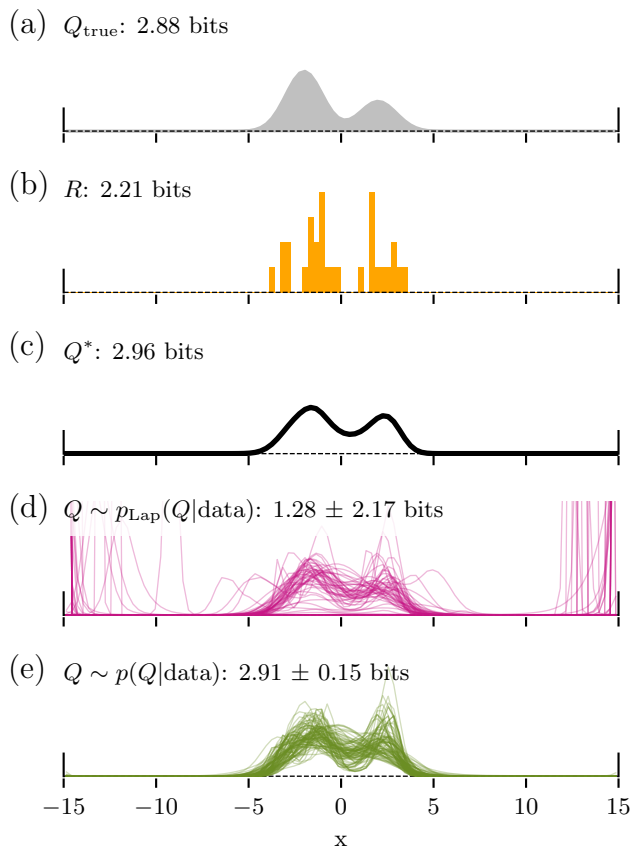 (a) Q_true: 2.88 bits
(b) R: 2.21 bits
(c) Q*: 2.96 bits
(d) Q ∼ p_Lap(Q|data): 1.28 ± 2.17 bits
(e) Q ∼ p(Q|data): 2.91 ± 0.15 bits
−15 −10 −5 0 5 10 15
x